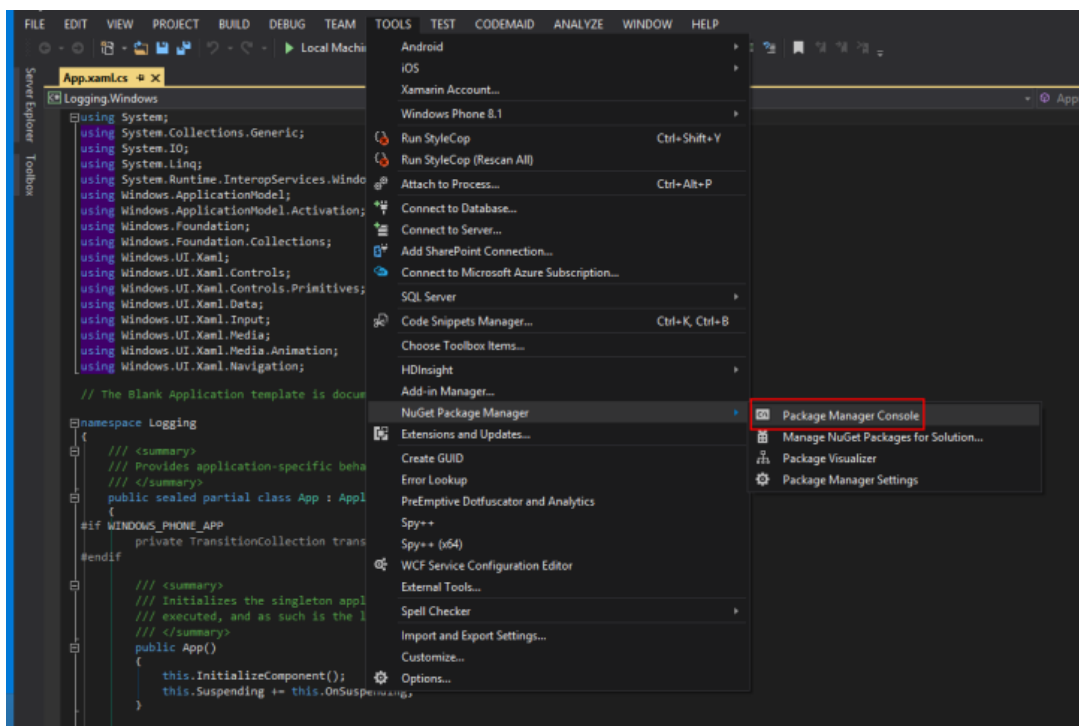 FILE EDIT VIEW PROJECT BUILD DEBUG TEAM TOOLS TEST CODEMAID ANALYZE WINDOW HELP
Local Machi
Server Explorer
Toolbox
App.xaml.cs
Logging.Windows
App
using System;
using System.Collections.Generic;
using System.IO;
using System.Linq;
using System.Runtime.InteropServices.Windo
using Windows.ApplicationModel;
using Windows.ApplicationModel.Activation;
using Windows.Foundation;
using Windows.Foundation.Collections;
using Windows.UI.Xaml;
using Windows.UI.Xaml.Controls;
using Windows.UI.Xaml.Controls.Primitives;
using Windows.UI.Xaml.Data;
using Windows.UI.Xaml.Input;
using Windows.UI.Xaml.Media;
using Windows.UI.Xaml.Media.Animation;
using Windows.UI.Xaml.Navigation;
// The Blank Application template is docum
namespace Logging
{
/// <summary>
/// Provides application-specific beha
/// </summary>
public sealed partial class App : Appl
{
#if WINDOWS_PHONE_APP
private TransitionCollection trans
#endif
/// <summary>
/// Initializes the singleton appl
/// executed, and as such is the l
/// </summary>
public App()
{
this.InitializeComponent();
this.Suspending += this.OnSuspending;
}
Android
iOS
Xamarin Account...
Windows Phone 8.1
Run StyleCop Ctrl+Shift+Y
Run StyleCop (Rescan All)
Attach to Process... Ctrl+Alt+P
Connect to Database...
Connect to Server...
Add SharePoint Connection...
Connect to Microsoft Azure Subscription...
SQL Server
Code Snippets Manager... Ctrl+K, Ctrl+B
Choose Toolbox Items...
HDInsight
Add-in Manager...
NuGet Package Manager
Extensions and Updates...
Create GUID
Error Lookup
PreEmptive Dotfuscator and Analytics
Spy++
Spy++ (x64)
WCF Service Configuration Editor
External Tools...
Spell Checker
Import and Export Settings...
Customize...
Options...
Package Manager Console
Manage NuGet Packages for Solution...
Package Visualizer
Package Manager Settings